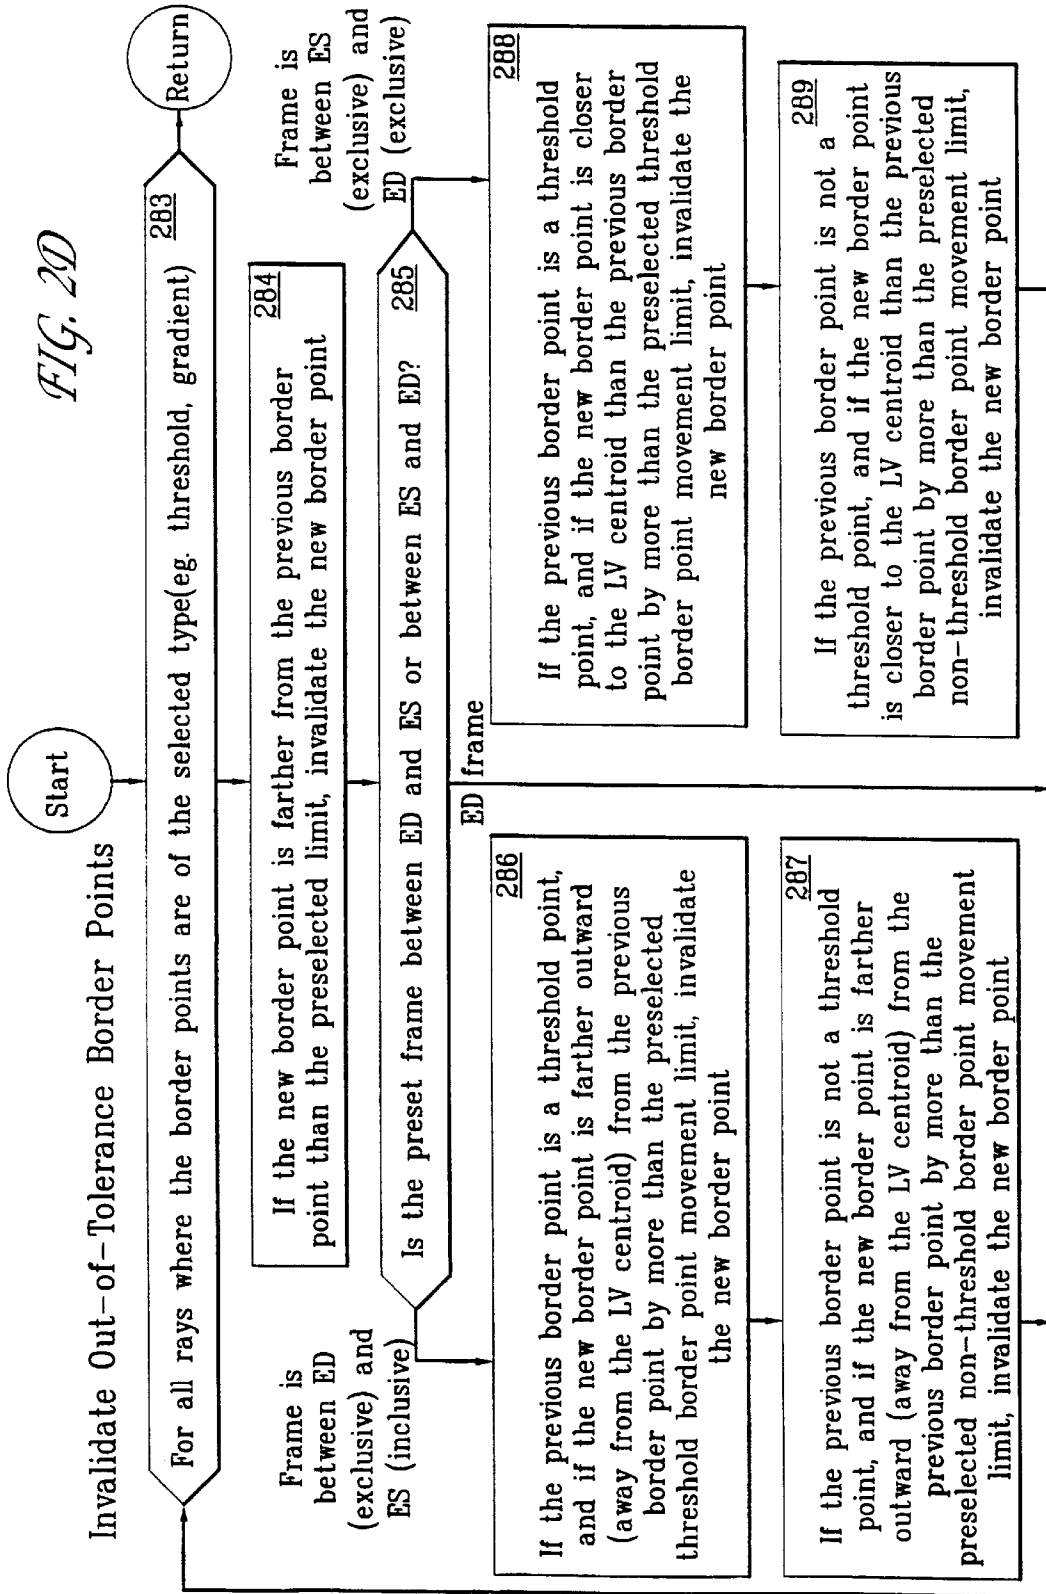 FIG. 2D
Invalidate Out-of-Tolerance Border Points
Start
For all rays where the border points are of the selected type(eg. threshold, gradient)
283
Return
284
If the new border point is farther from the previous border
point than the preselected limit, invalidate the new border point
Is the preset frame between ED and ES or between ES and ED?
285
Frame is
between ED
(exclusive) and
ES (inclusive)
ED frame
Frame is
between ES
(exclusive) and
ED (exclusive)
286
If the previous border point is a threshold point,
and if the new border point is farther outward
(away from the LV centroid) from the previous
border point by more than the preselected
threshold border point movement limit, invalidate
the new border point
287
If the previous border point is not a threshold
point, and if the new border point is farther
outward (away from the LV centroid) from the
previous border point by more than the
preselected non-threshold border point movement
limit, invalidate the new border point
288
If the previous border point is a threshold
point, and if the new border point is closer
to the LV centroid than the previous border
point by more than the preselected threshold
border point movement limit, invalidate the
new border point
289
If the previous border point is not a
threshold point, and if the new border point
is closer to the LV centroid than the previous
border point by more than the preselected
non-threshold border point movement limit,
invalidate the new border point